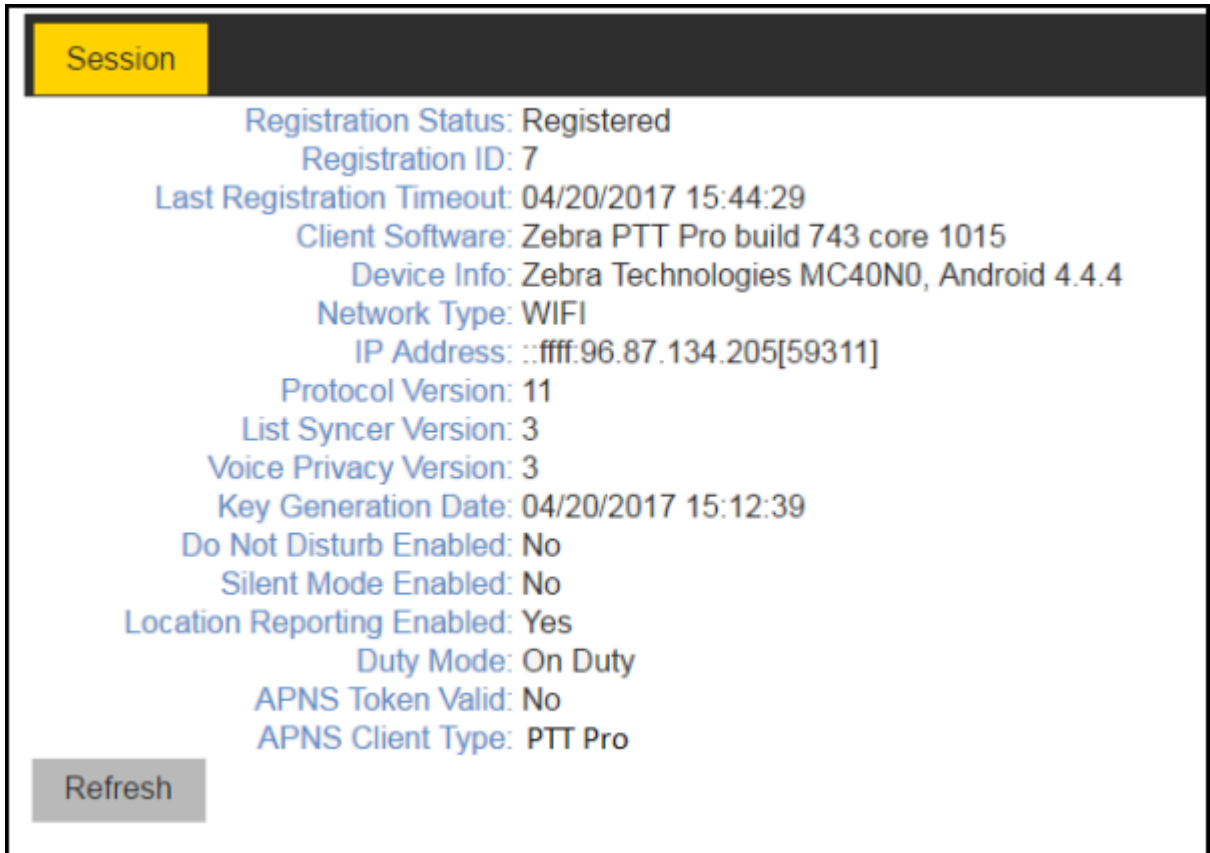 Session
Registration Status: Registered
Registration ID: 7
Last Registration Timeout: 04/20/2017 15:44:29
Client Software: Zebra PTT Pro build 743 core 1015
Device Info: Zebra Technologies MC40N0, Android 4.4.4
Network Type: WIFI
IP Address: ::ffff:96.87.134.205[59311]
Protocol Version: 11
List Syncer Version: 3
Voice Privacy Version: 3
Key Generation Date: 04/20/2017 15:12:39
Do Not Disturb Enabled: No
Silent Mode Enabled: No
Location Reporting Enabled: Yes
Duty Mode: On Duty
APNS Token Valid: No
APNS Client Type: PTT Pro
Refresh